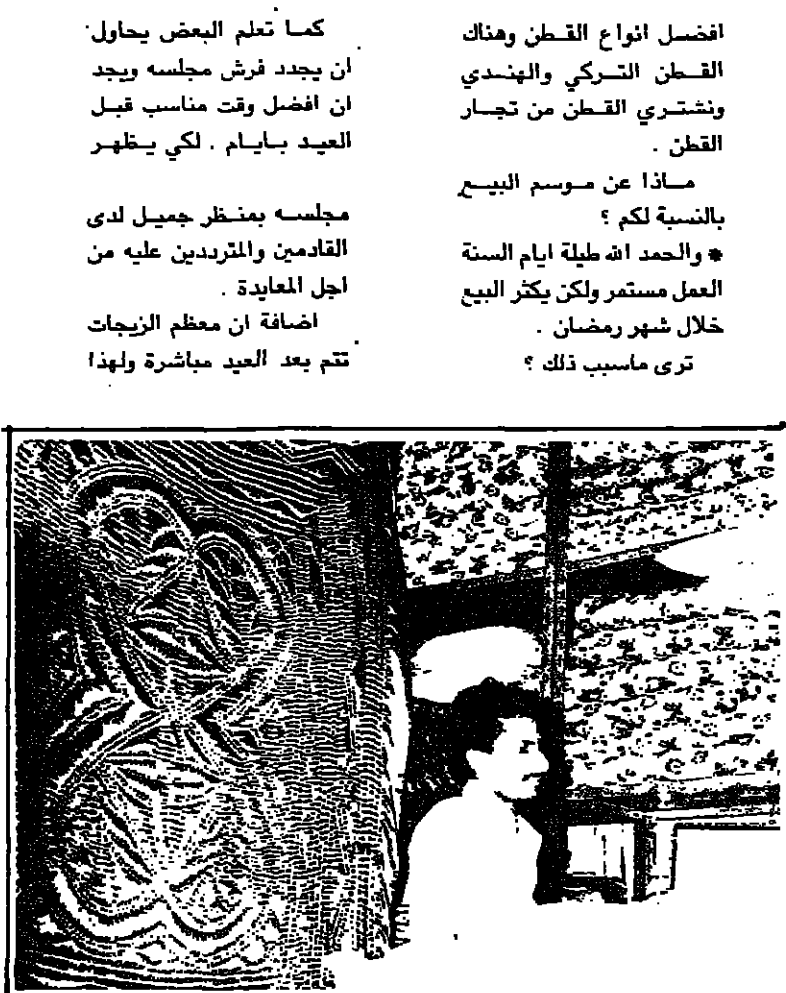 افضل انواع القطن وهناك
القطن التركي والهندي
ونشتري القطن من تجار
القطن .
ماذا عن موسم البيع
بالنسبة لكم ؟
* والحمد الله طيلة ايام السنة
العمل مستمر ولكن يكثر البيع
خلال شهر رمضان .
ترى ماسبب ذلك ؟
كما تعلم البعض يحاول
ان يجدد فرش مجلسه ويجد
ان افضل وقت مناسب قبل
العيد بايام . لكي يظهر
مجلسه بمنظر جميل لدى
القادمين والمترددين عليه من
اجل المعايدة .
اضافة ان معظم الزيجات
تتم بعد العيد مباشرة ولهذا